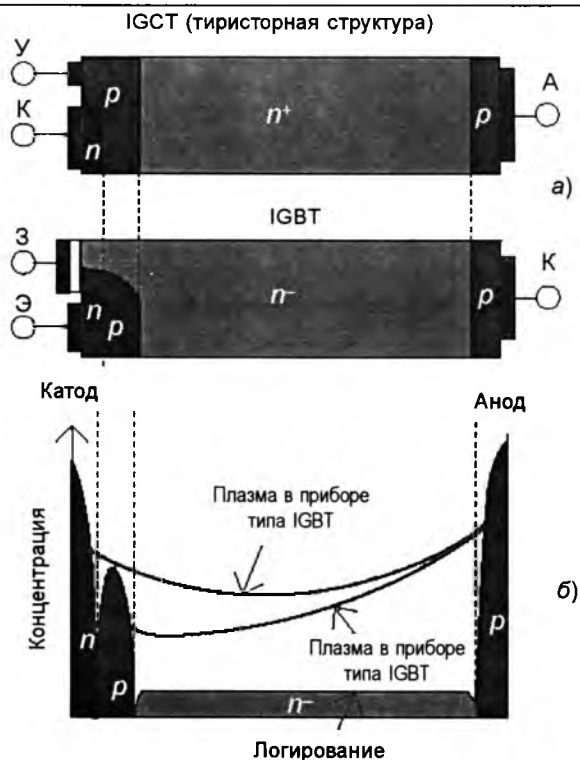 IGCT (тиристорная структура)
У
К
p
n
n+
p
А
а)
IGBT
З
Э
n
p
n−
p
К
Катод
Анод
Концентрация
Плазма в приборе
типа IGBT
Плазма в приборе
типа IGBT
n
p
n−
p
б)
Логирование